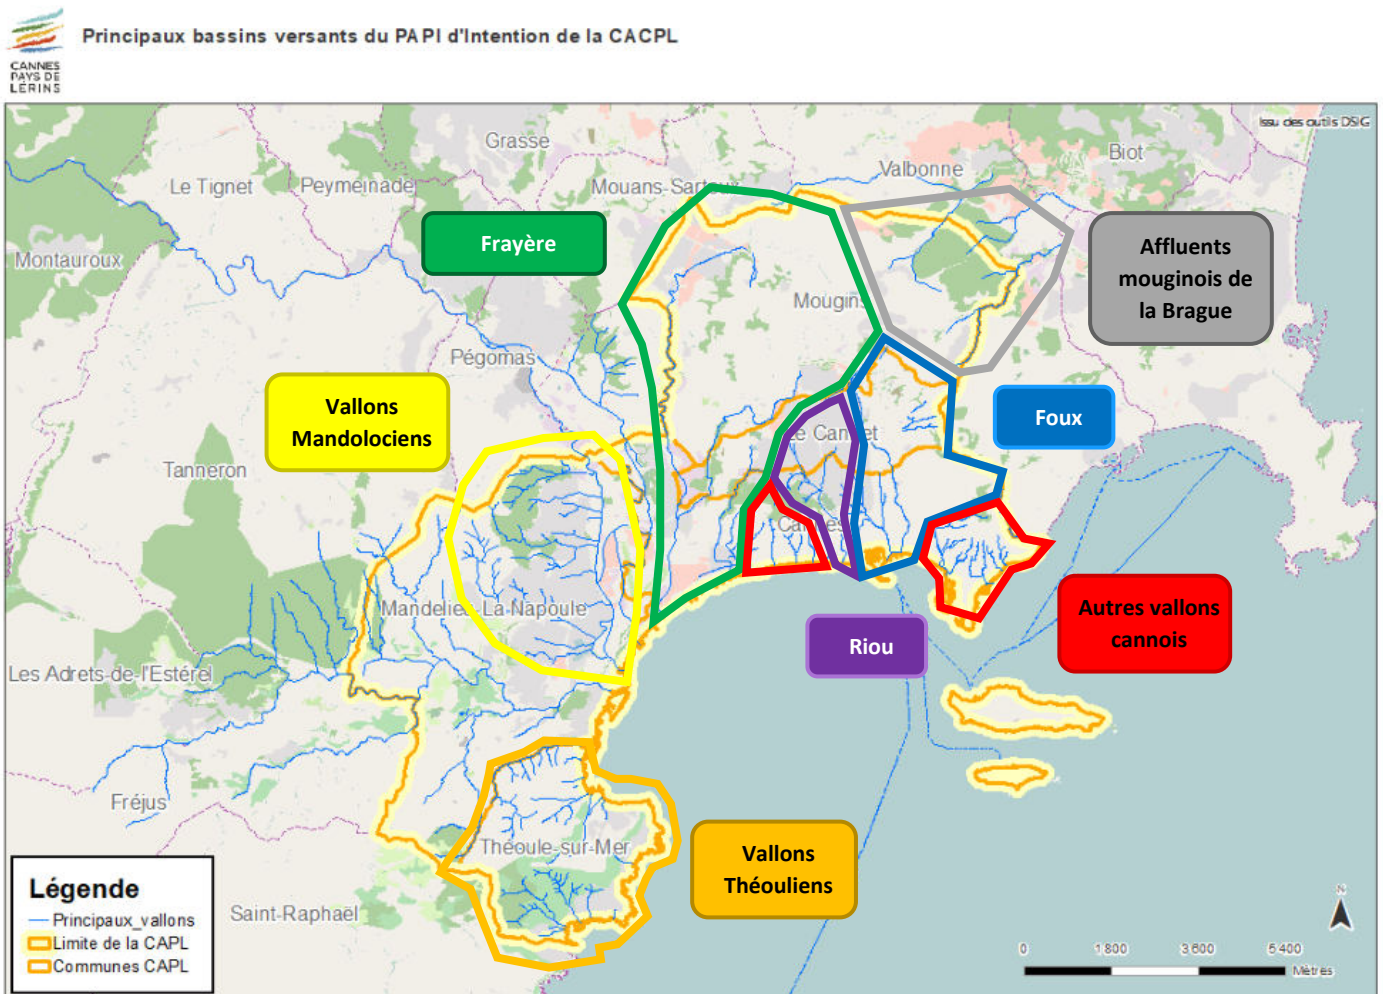 Principaux bassins versants du PAPI d'Intention de la CACPL
CANNES
PAYS DE
LÉRINS
Issu des outils DSIG
Grasse
Biot
Valbonne
Le Tignet
Peymeinade
Mouans-Sartoux
Frayère
Affluents
mouginois de
la Brague
Montauroux
Mougins
Pégomas
Vallons
Mandolociens
Foux
Le Cannet
Tanneron
Cannes
Mandelieu-La Napoule
Autres vallons
cannois
Riou
Les Adrets-de-l'Estérel
Fréjus
Théoule-sur-Mer
Vallons
Théouliens
Légende
Principaux_vallons
Limite de la CAPL
Communes CAPL
Saint-Raphaël
N
0 1 800 3 600 5 400
Mètres